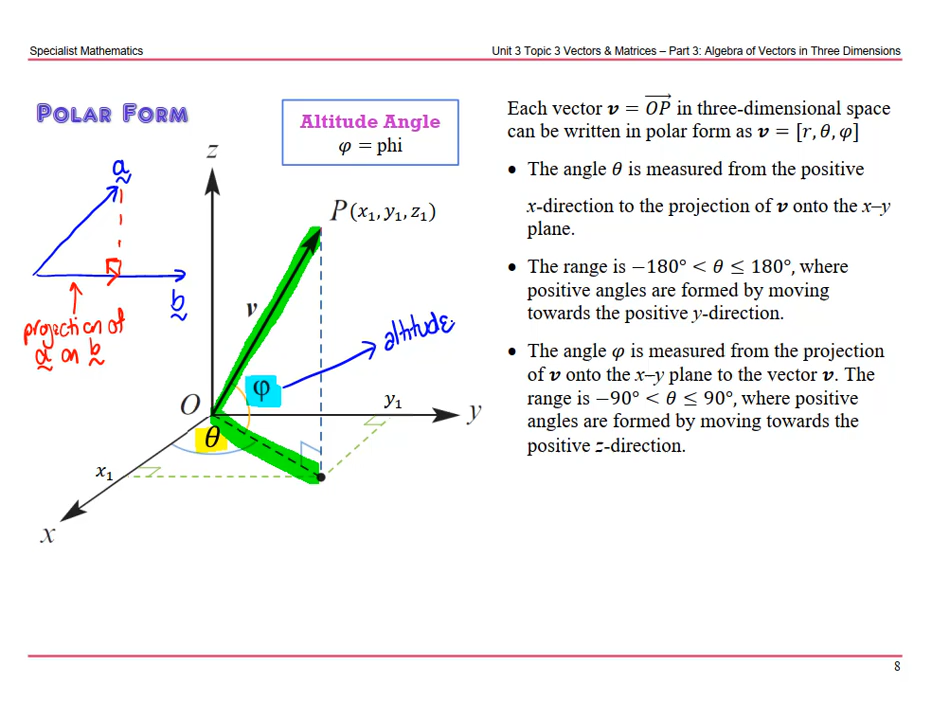 Specialist Mathematics
Unit 3 Topic 3 Vectors & Matrices – Part 3: Algebra of Vectors in Three Dimensions
POLAR FORM
Altitude Angle
φ = phi
a
b
projection of
a on b
z
P(x₁, y₁, z₁)
v
altitude
φ
O
θ
y₁
y
x₁
x
Each vector v = OP⃗ in three-dimensional space
can be written in polar form as v = [r, θ, φ]
• The angle θ is measured from the positive
x-direction to the projection of v onto the x–y
plane.
• The range is −180° < θ ≤ 180°, where
positive angles are formed by moving
towards the positive y-direction.
• The angle φ is measured from the projection
of v onto the x–y plane to the vector v. The
range is −90° < θ ≤ 90°, where positive
angles are formed by moving towards the
positive z-direction.
8